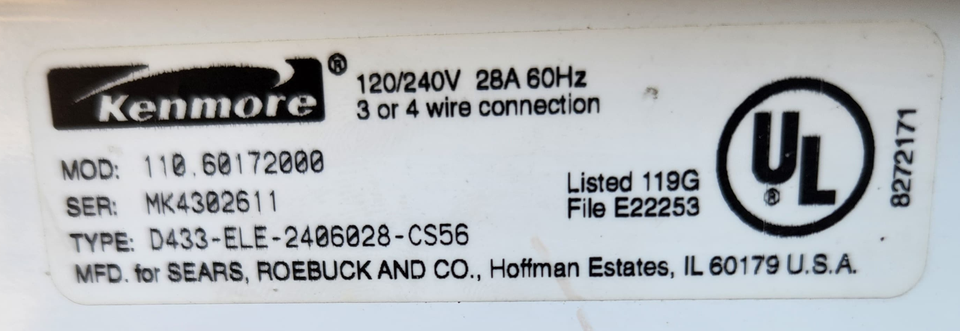 Kenmore®
120/240V 28A 60Hz
3 or 4 wire connection
MOD: 110.60172000
SER: MK4302611
TYPE: D433-ELE-2406028-CS56
MFD. for SEARS, ROEBUCK AND CO., Hoffman Estates, IL 60179 U.S.A.
Listed 119G
File E22253
UL®
8272171